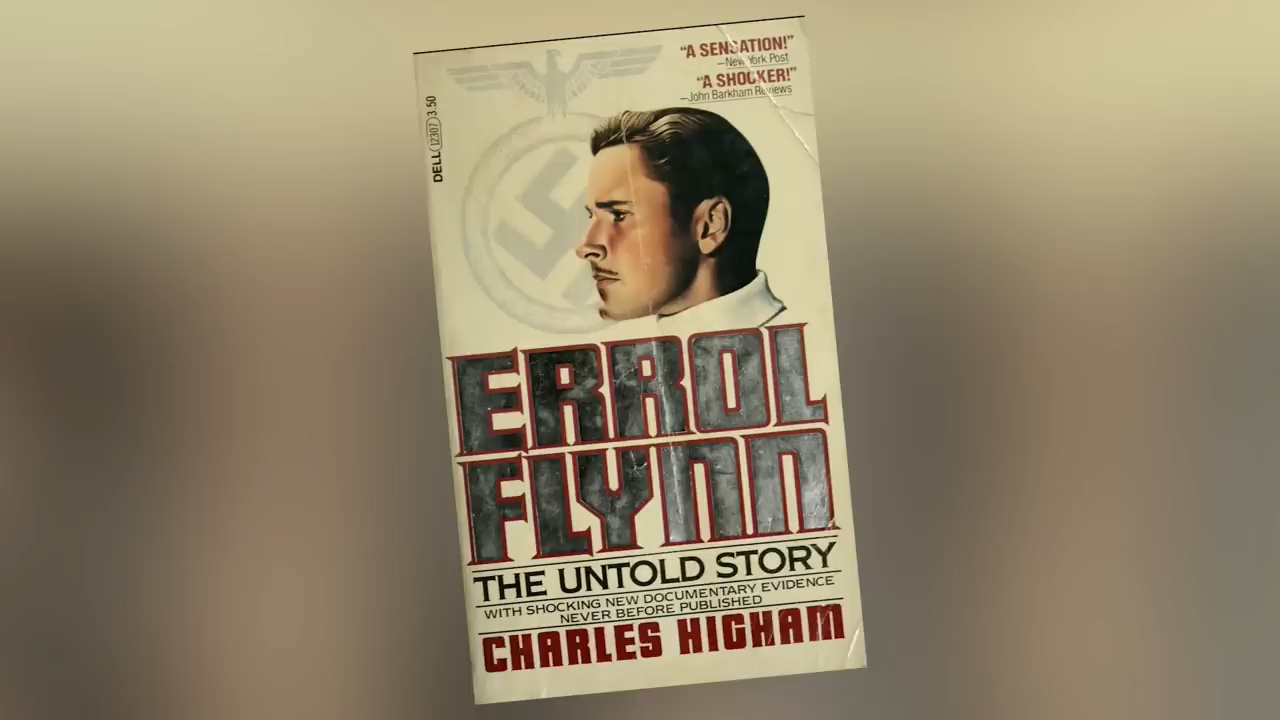 "A SENSATION!"
—New York Post
"A SHOCKER!"
—John Barkham Reviews
DELL 12307 3.50
ERROL
FLYNN
THE UNTOLD STORY
WITH SHOCKING NEW DOCUMENTARY EVIDENCE
NEVER BEFORE PUBLISHED
CHARLES HIGHAM